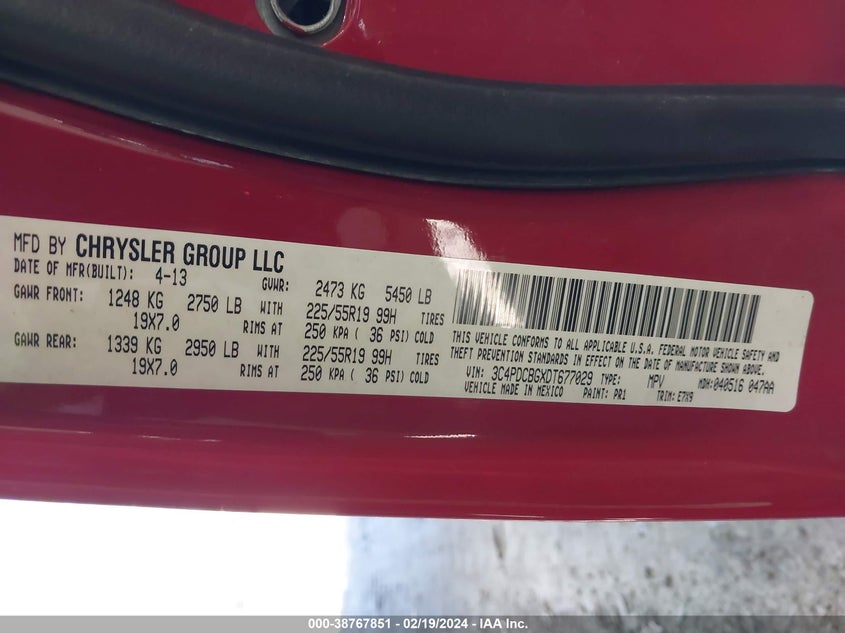 MFD BY CHRYSLER GROUP LLC
DATE OF MFR(BUILT): 4-13 GVWR: 2473 KG 5450 LB
GAWR FRONT: 1248 KG 2750 LB WITH 225/55R19 99H TIRES
19X7.0 RIMS AT 250 KPA ( 36 PSI) COLD
GAWR REAR: 1339 KG 2950 LB WITH 225/55R19 99H TIRES
19X7.0 RIMS AT 250 KPA ( 36 PSI) COLD
THIS VEHICLE CONFORMS TO ALL APPLICABLE U.S.A. FEDERAL MOTOR VEHICLE SAFETY AND
THEFT PREVENTION STANDARDS IN EFFECT ON THE DATE OF MANUFACTURE SHOWN ABOVE.
VIN: 3C4PDCBGXDT677029 TYPE: MPV MDH: 040516 047AA
VEHICLE MADE IN MEXICO PAINT: PR1 TRIM: E7X9
000-38767851 - 02/19/2024 - IAA Inc.